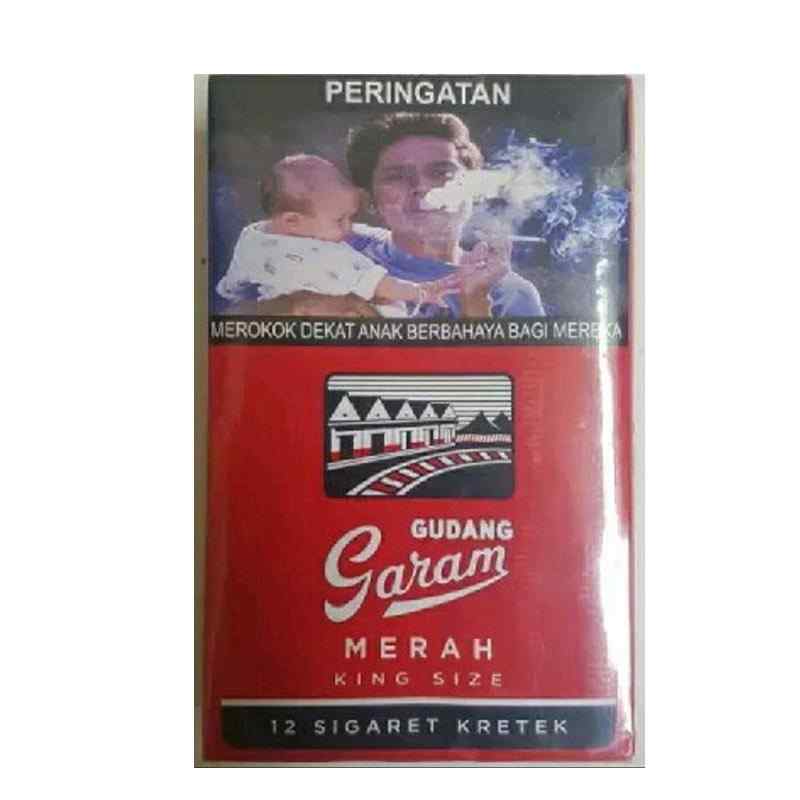 PERINGATAN
MEROKOK DEKAT ANAK BERBAHAYA BAGI MEREKA
GUDANG
Garam
MERAH
KING SIZE
12 SIGARET KRETEK